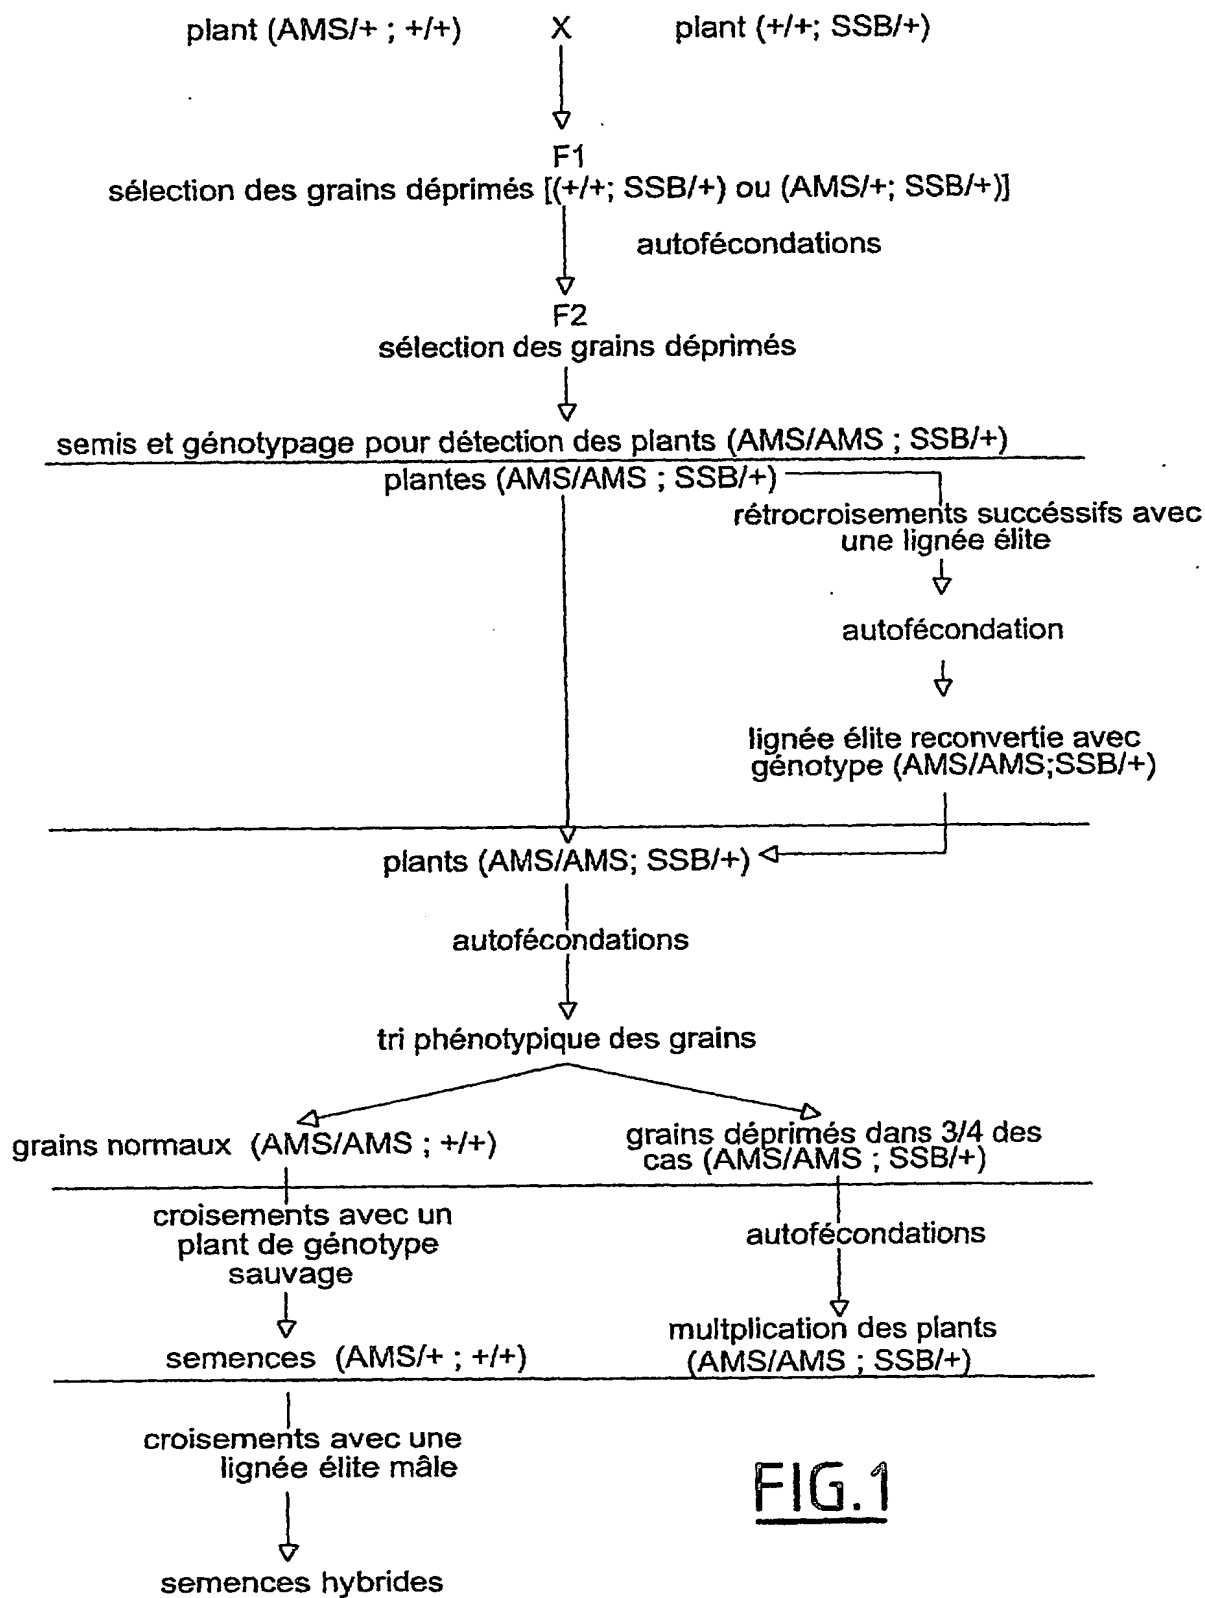 plant (AMS/+ ; +/+) X plant (+/+; SSB/+)
F1
sélection des grains déprimés [(+/+; SSB/+) ou (AMS/+; SSB/+)]
autofécondations
F2
sélection des grains déprimés
semis et génotypage pour détection des plants (AMS/AMS ; SSB/+)
plantes (AMS/AMS ; SSB/+)
rétrocroisements succéssifs avec
une lignée élite
autofécondation
lignée élite reconvertie avec
génotype (AMS/AMS;SSB/+)
plants (AMS/AMS; SSB/+)
autofécondations
tri phénotypique des grains
grains normaux (AMS/AMS ; +/+)
grains déprimés dans 3/4 des
cas (AMS/AMS ; SSB/+)
croisements avec un
plant de génotype
sauvage
autofécondations
semences (AMS/+ ; +/+)
multplication des plants
(AMS/AMS ; SSB/+)
croisements avec une
lignée élite mâle
semences hybrides
FIG.1